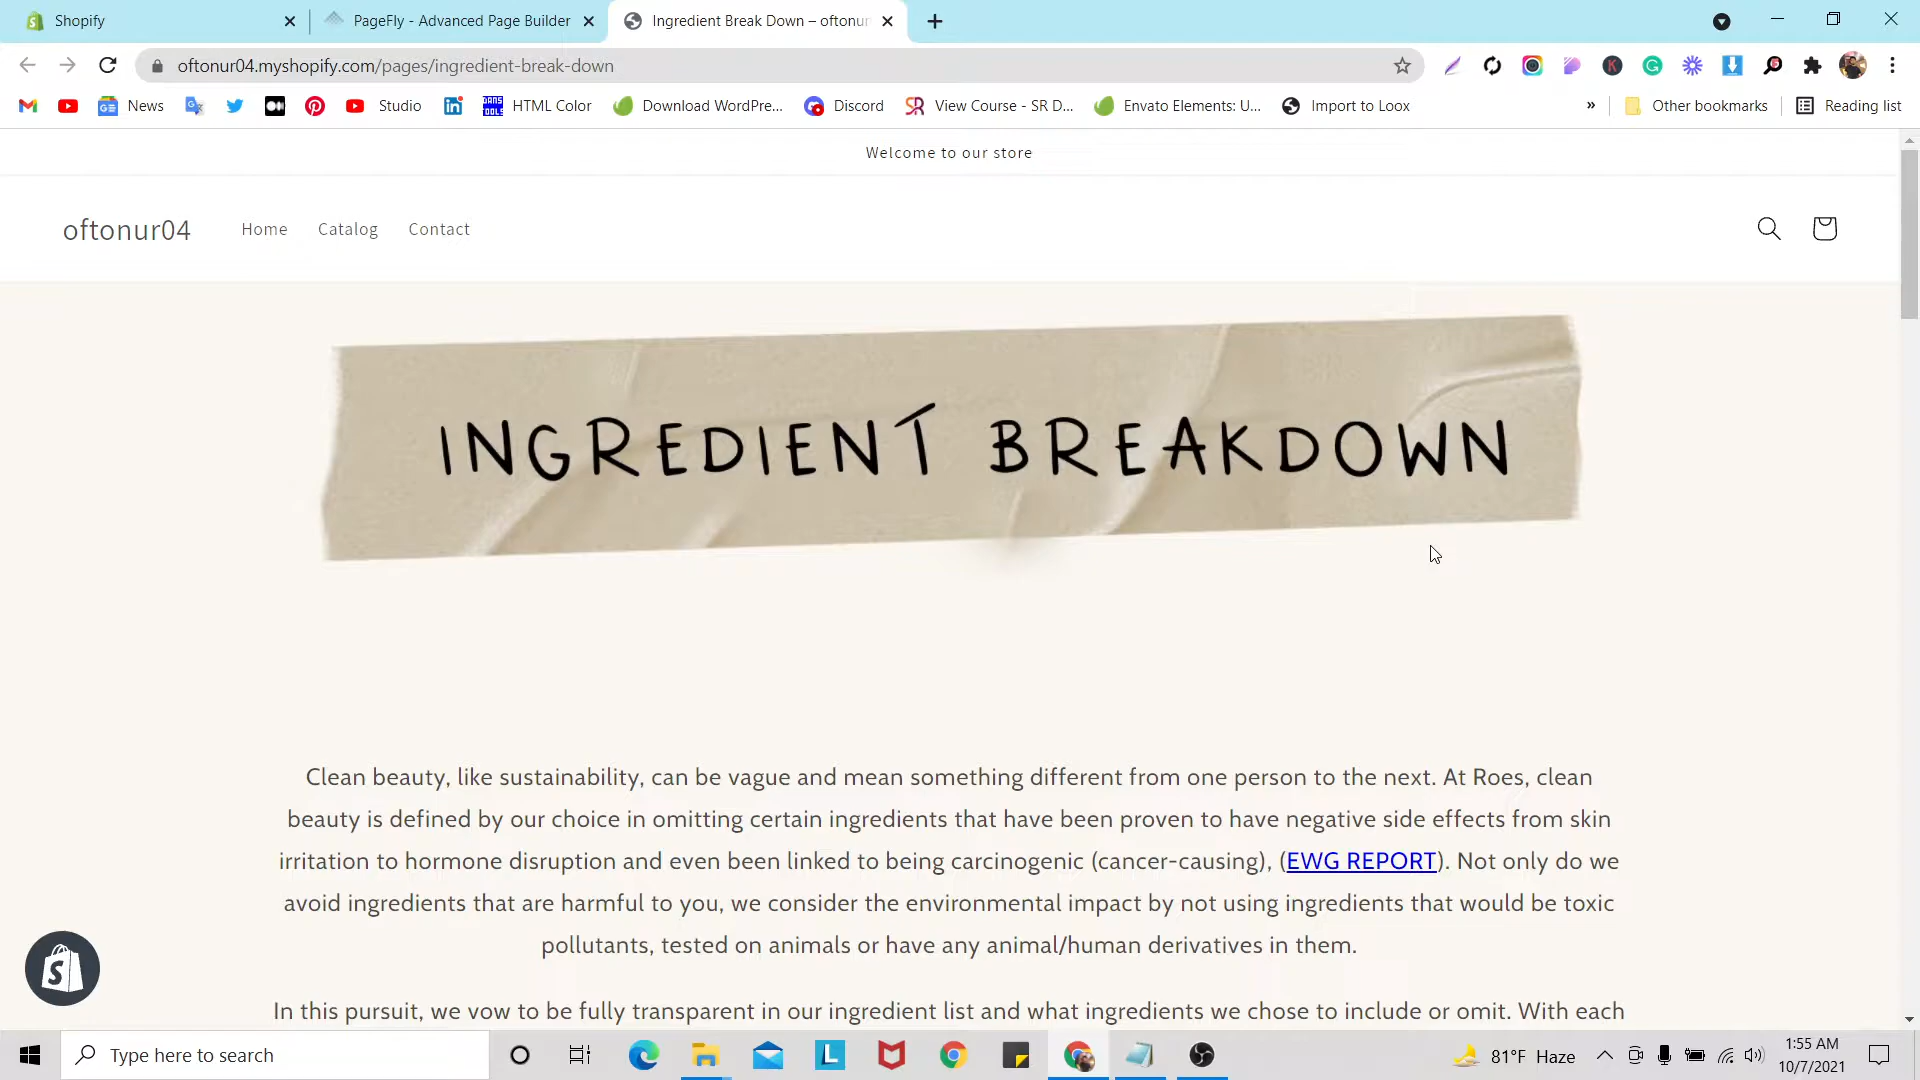 Shopify
PageFly - Advanced Page Builder
Ingredient Break Down – oftonur
oftonur04.myshopify.com/pages/ingredient-break-down
News
Studio
HTML Color
Download WordPre...
Discord
View Course - SR D...
Envato Elements: U...
Import to Loox
»
Other bookmarks
Reading list
Welcome to our store
oftonur04
Home
Catalog
Contact
INGREDIENT BREAKDOWN
Clean beauty, like sustainability, can be vague and mean something different from one person to the next. At Roes, clean
beauty is defined by our choice in omitting certain ingredients that have been proven to have negative side effects from skin
irritation to hormone disruption and even been linked to being carcinogenic (cancer-causing), (EWG REPORT). Not only do we
avoid ingredients that are harmful to you, we consider the environmental impact by not using ingredients that would be toxic
pollutants, tested on animals or have any animal/human derivatives in them.
In this pursuit, we vow to be fully transparent in our ingredient list and what ingredients we chose to include or omit. With each
Type here to search
81°F Haze
1:55 AM
10/7/2021